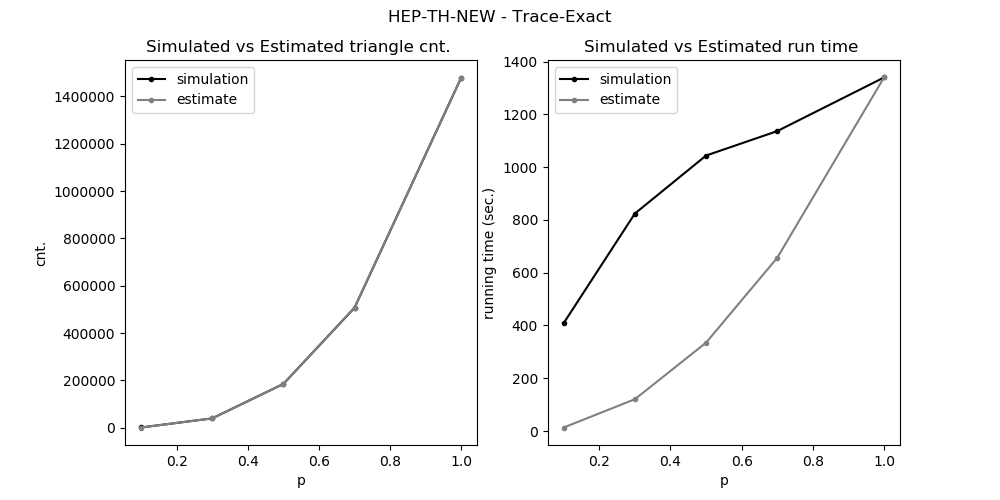 HEP-TH-NEW - Trace-Exact
Simulated vs Estimated triangle cnt.
simulation
estimate
1400000
1200000
1000000
800000
600000
400000
200000
0
cnt.
0.2
0.4
0.6
0.8
1.0
p
Simulated vs Estimated run time
simulation
estimate
1400
1200
1000
800
600
400
200
0
running time (sec.)
0.2
0.4
0.6
0.8
1.0
p